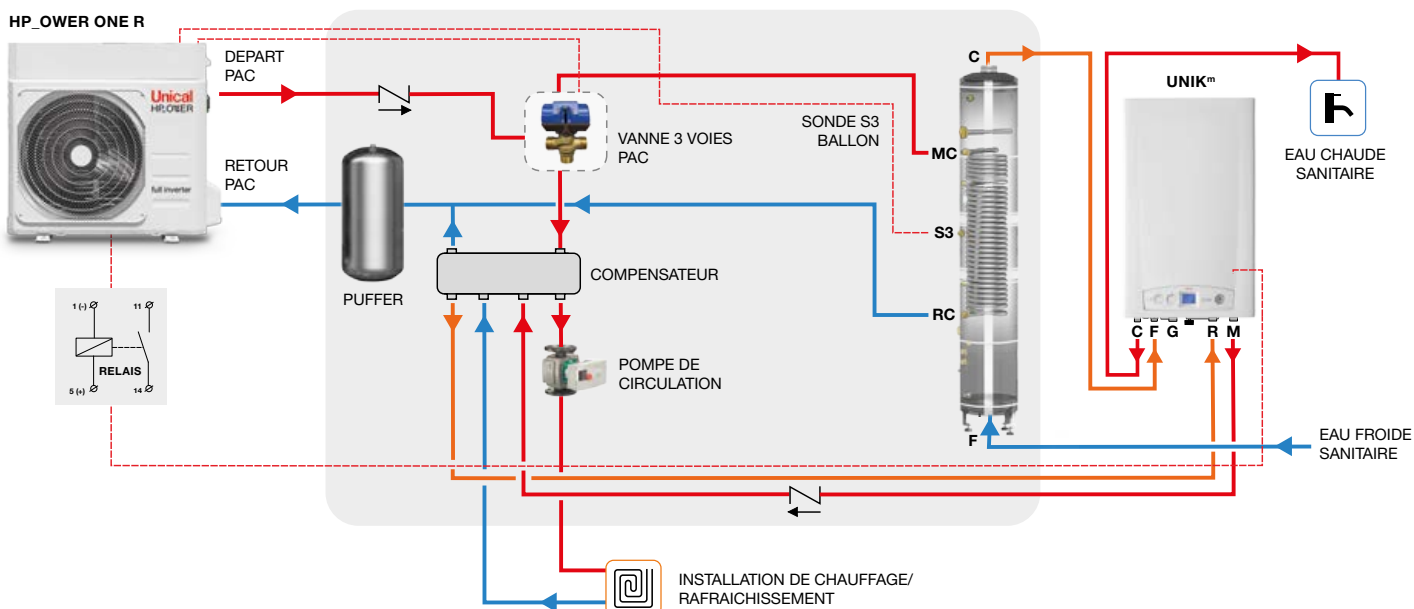 HP_OWER ONE R
DEPART
PAC
Unical
HP_OWER
full inverter
RETOUR
PAC
PUFFER
VANNE 3 VOIES
PAC
SONDE S3
BALLON
COMPENSATEUR
POMPE DE
CIRCULATION
C
MC
S3
RC
F
UNIKᵐ
C F G R M
EAU CHAUDE
SANITAIRE
EAU FROIDE
SANITAIRE
1 (-)
11
RELAIS
5 (+)
14
INSTALLATION DE CHAUFFAGE/
RAFRAICHISSEMENT